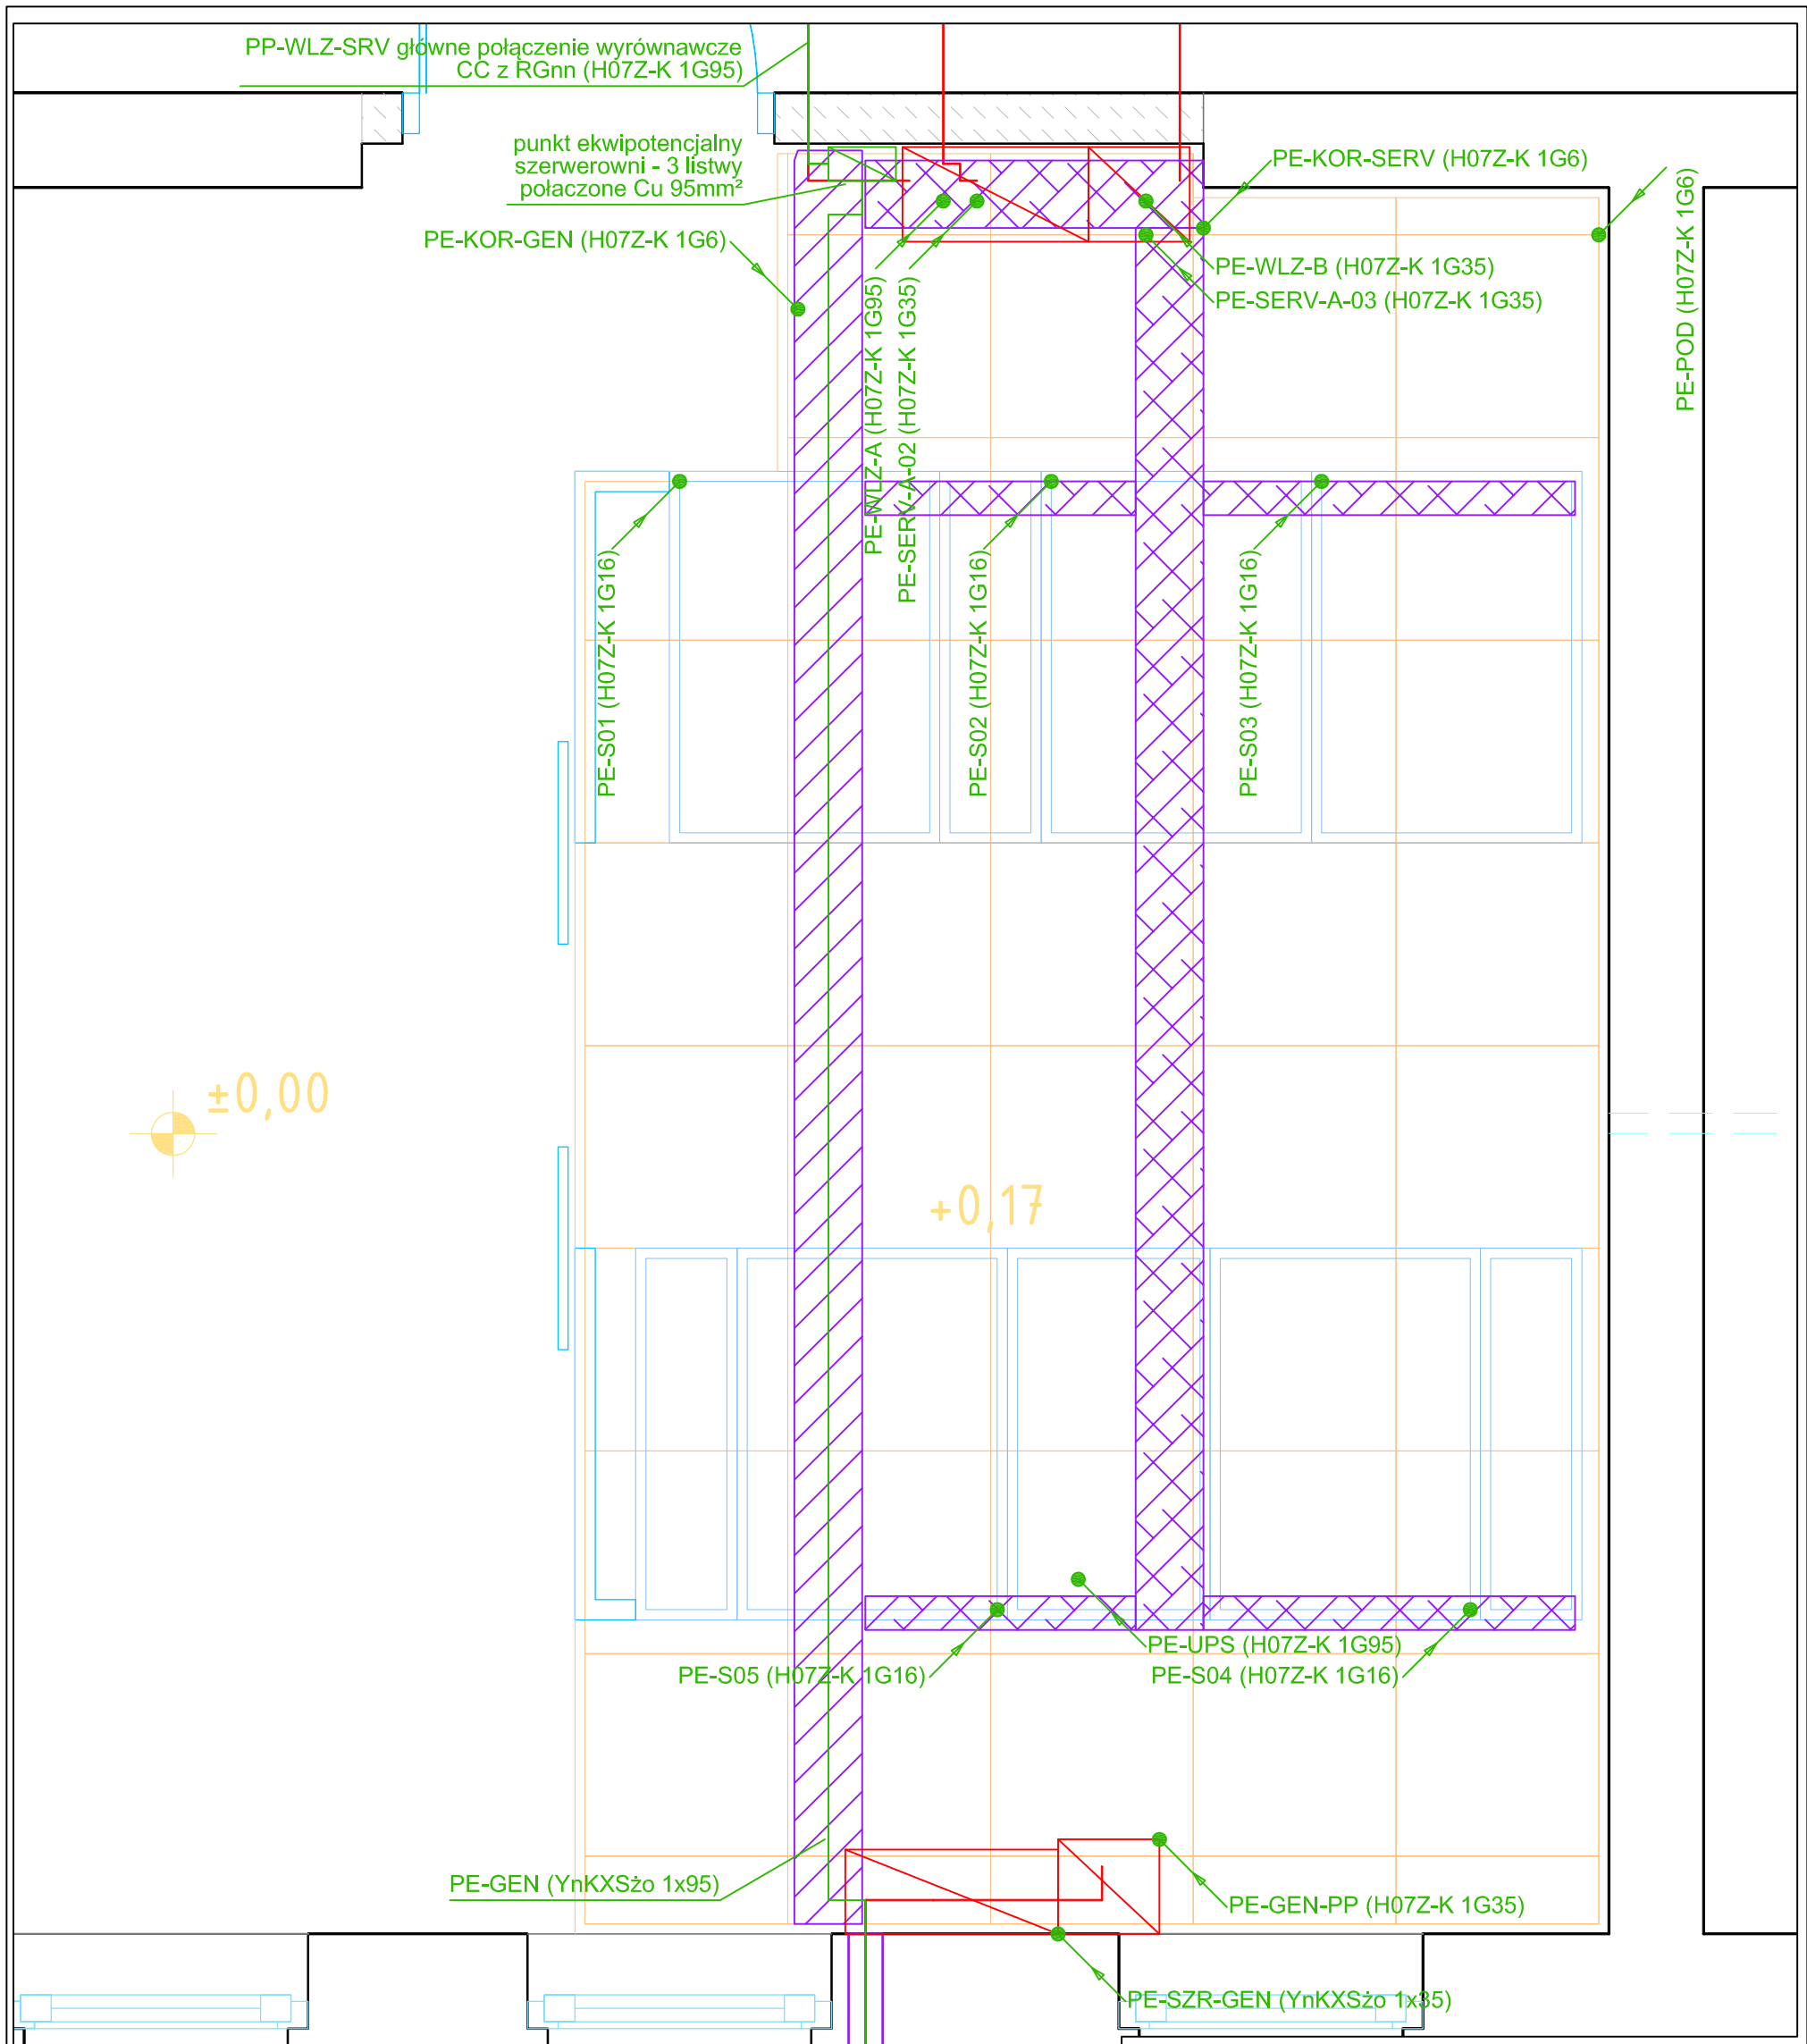 PP-WLZ-SRV główne połączenie wyrównawcze
CC z RGnn (H07Z-K 1G95)
punkt ekwipotencjalny
szerwerowni - 3 listwy
połaczone Cu 95mm²
PE-KOR-SERV (H07Z-K 1G6)
PE-KOR-GEN (H07Z-K 1G6)
PE-WLZ-B (H07Z-K 1G35)
PE-SERV-A-03 (H07Z-K 1G35)
PE-POD (H07Z-K 1G6)
PE-WLZ-A (H07Z-K 1G95)
PE-SERV-A-02 (H07Z-K 1G35)
PE-S01 (H07Z-K 1G16)
PE-S02 (H07Z-K 1G16)
PE-S03 (H07Z-K 1G16)
±0,00
+0,17
PE-UPS (H07Z-K 1G95)
PE-S05 (H07Z-K 1G16)
PE-S04 (H07Z-K 1G16)
PE-GEN (YnKXSżo 1x95)
PE-GEN-PP (H07Z-K 1G35)
PE-SZR-GEN (YnKXSżo 1x35)